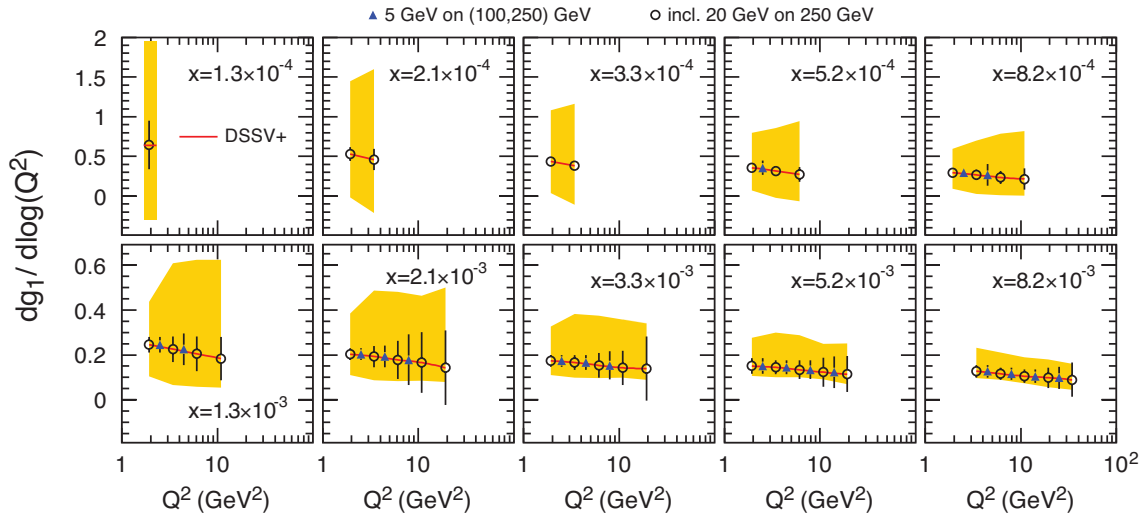 5 GeV on (100,250) GeV incl. 20 GeV on 250 GeV
dg₁ / dlog(Q²)
2
1.5
1
0.5
0
x=1.3×10⁻⁴
DSSV+
x=2.1×10⁻⁴
x=3.3×10⁻⁴
x=5.2×10⁻⁴
x=8.2×10⁻⁴
0.6
0.4
0.2
0
x=1.3×10⁻³
x=2.1×10⁻³
x=3.3×10⁻³
x=5.2×10⁻³
x=8.2×10⁻³
1 10 1 10 1 10 1 10 1 10 10²
Q² (GeV²) Q² (GeV²) Q² (GeV²) Q² (GeV²) Q² (GeV²)